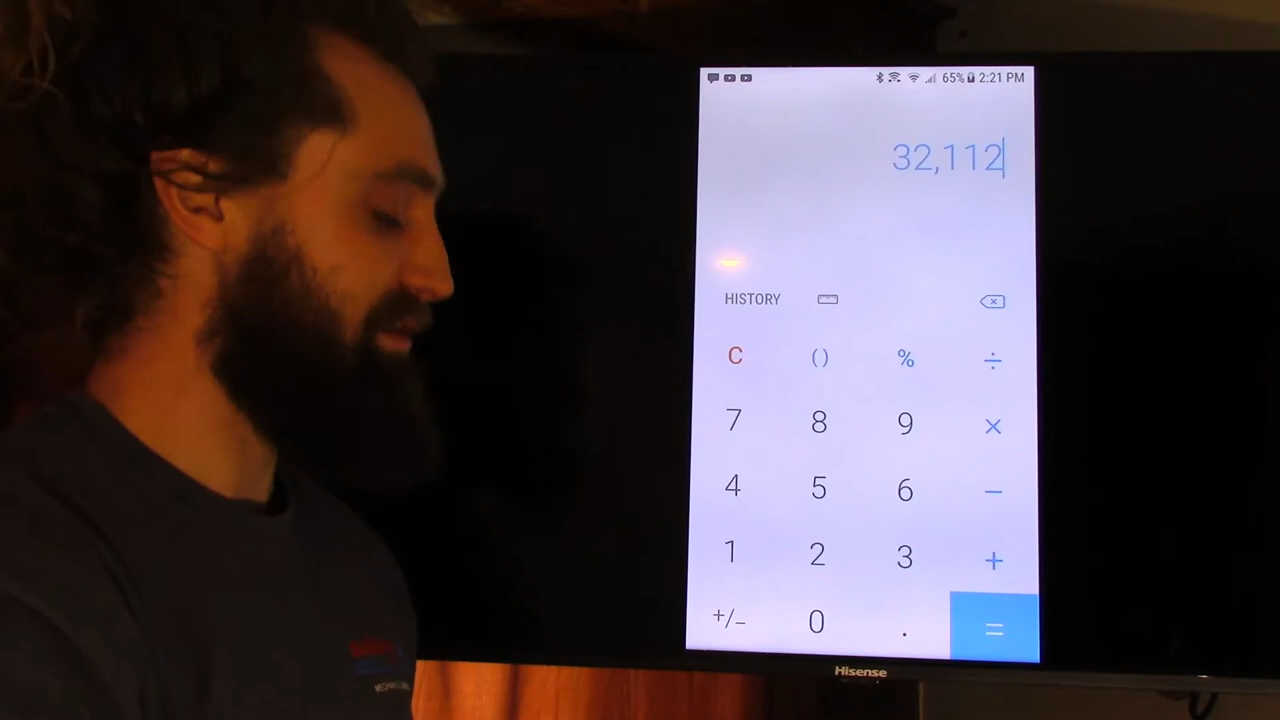 65% 2:21 PM
32,112
HISTORY
C () % ÷
7 8 9 ×
4 5 6 −
1 2 3 +
+/− 0 . =
Hisense